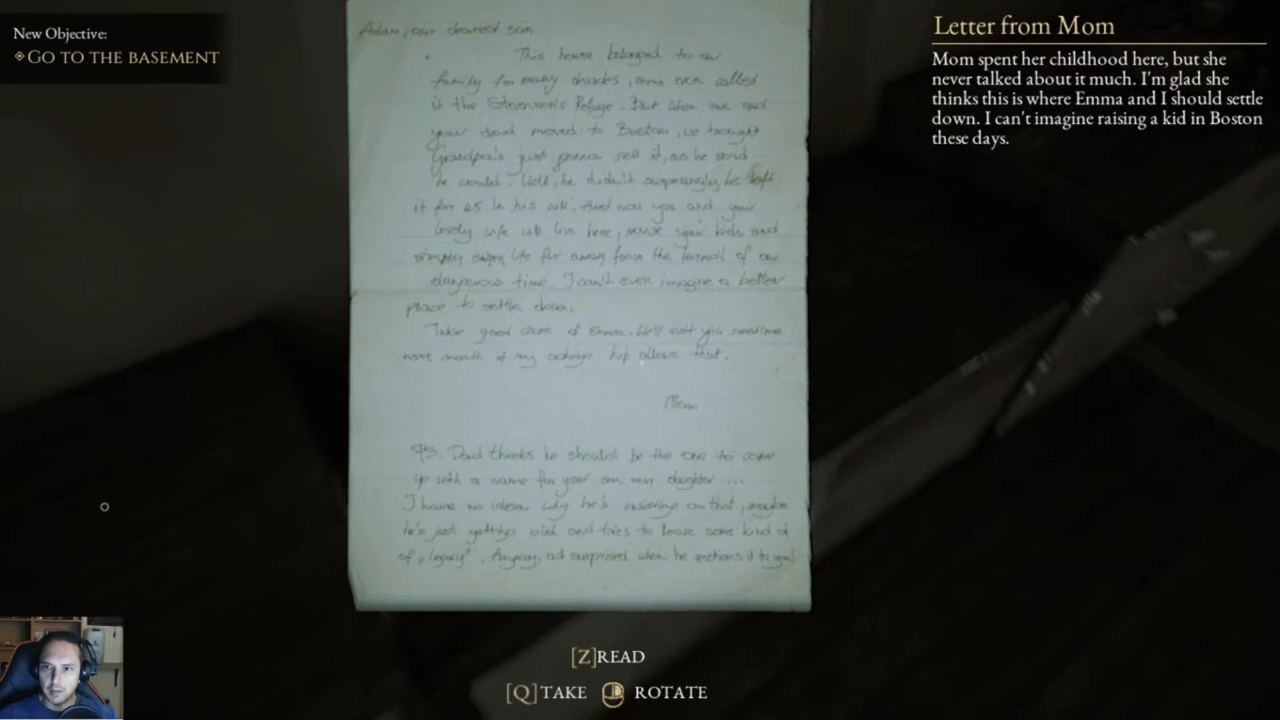 New Objective:
GO TO THE BASEMENT
Letter from Mom
Mom spent her childhood here, but she
never talked about it much. I'm glad she
thinks this is where Emma and I should settle
down. I can't imagine raising a kid in Boston
these days.
Adam, our dearest son
This house belonged to our
family for many decades, some even called
it the Stevenson's Refuge. But when me and
your dad moved to Boston, we thought
Grandpa's just gonna sell it, as he said
he would. Well, he didn't surprisingly he left
it for us in his will. And now you and your
lovely wife will live here, raise your kids and
simply enjoy life far away from the turmoil of our
dangerous time. I can't even imagine a better
place to settle down.
Take good care of Emma. We'll visit you sometime
next month if my aching hip allows that.
Mom
PS. Dad thinks he should be the one to come
up with a name for your son our daughter ...
I have no idea why he's insisting on that, maybe
he's just getting old and tries to leave some kind of
of „legacy". Anyway, act surprised when he mentions it to you!
[Z]READ
[Q]TAKE ROTATE